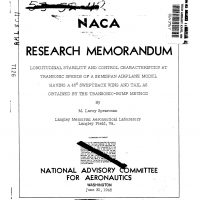 NACA
RESEARCH MEMORANDUM
LONGITUDINAL STABILITY AND CONTROL CHARACTERISTICS AT
TRANSONIC SPEEDS OF A SEMISPAN AIRPLANE MODEL
HAVING A 45° SWEPTBACK WING AND TAIL AS
OBTAINED BY THE TRANSONIC-BUMP METHOD
By
M. Leroy Spearman
Langley Memorial Aeronautical Laboratory
Langley Field, Va.
NATIONAL ADVISORY COMMITTEE
FOR AERONAUTICS
WASHINGTON